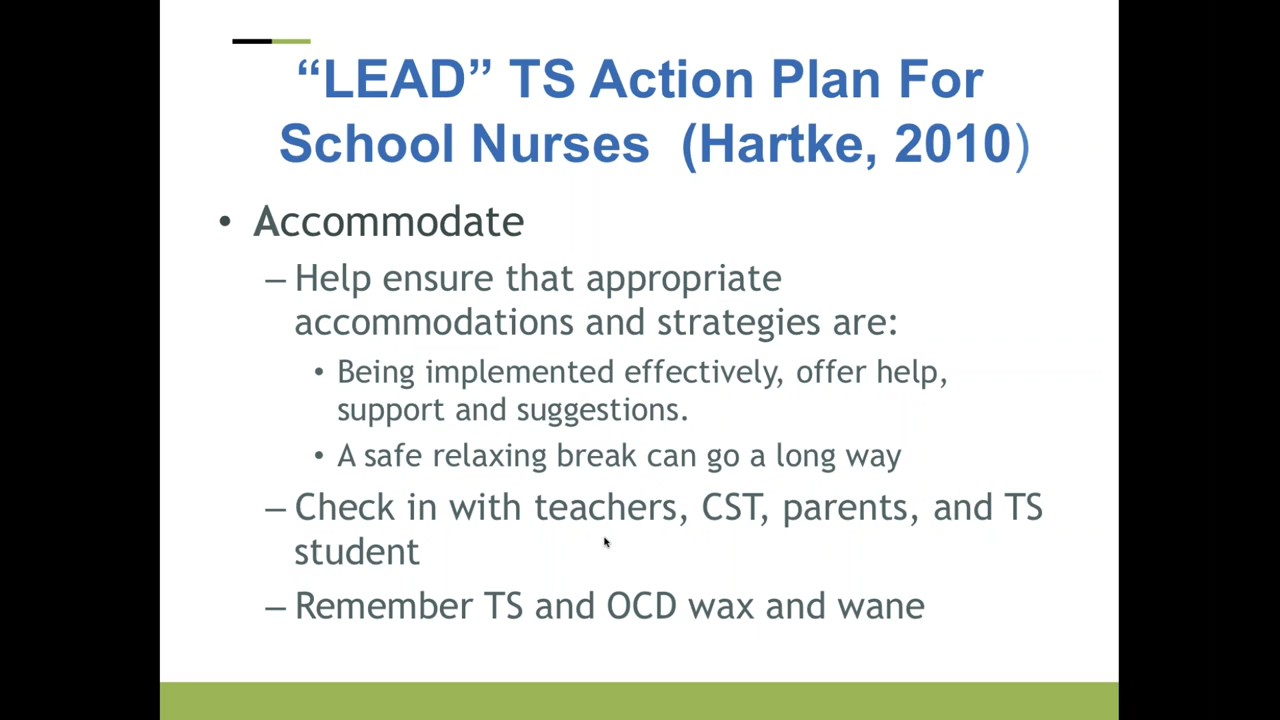 “LEAD” TS Action Plan For
School Nurses (Hartke, 2010)
• Accommodate
– Help ensure that appropriate
accommodations and strategies are:
• Being implemented effectively, offer help,
support and suggestions.
• A safe relaxing break can go a long way
– Check in with teachers, CST, parents, and TS
student
– Remember TS and OCD wax and wane